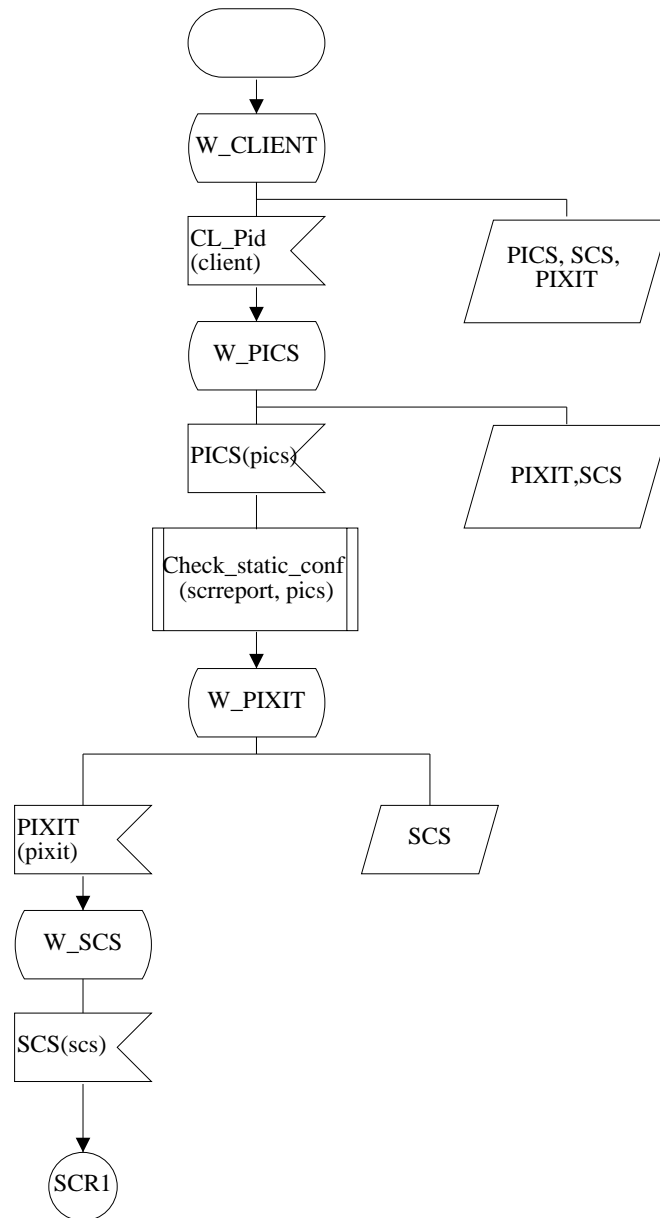 W_CLIENT
CL_Pid
(client)
PICS, SCS,
PIXIT
W_PICS
PICS(pics)
PIXIT,SCS
Check_static_conf
(scrreport, pics)
W_PIXIT
PIXIT
(pixit)
SCS
W_SCS
SCS(scs)
SCR1